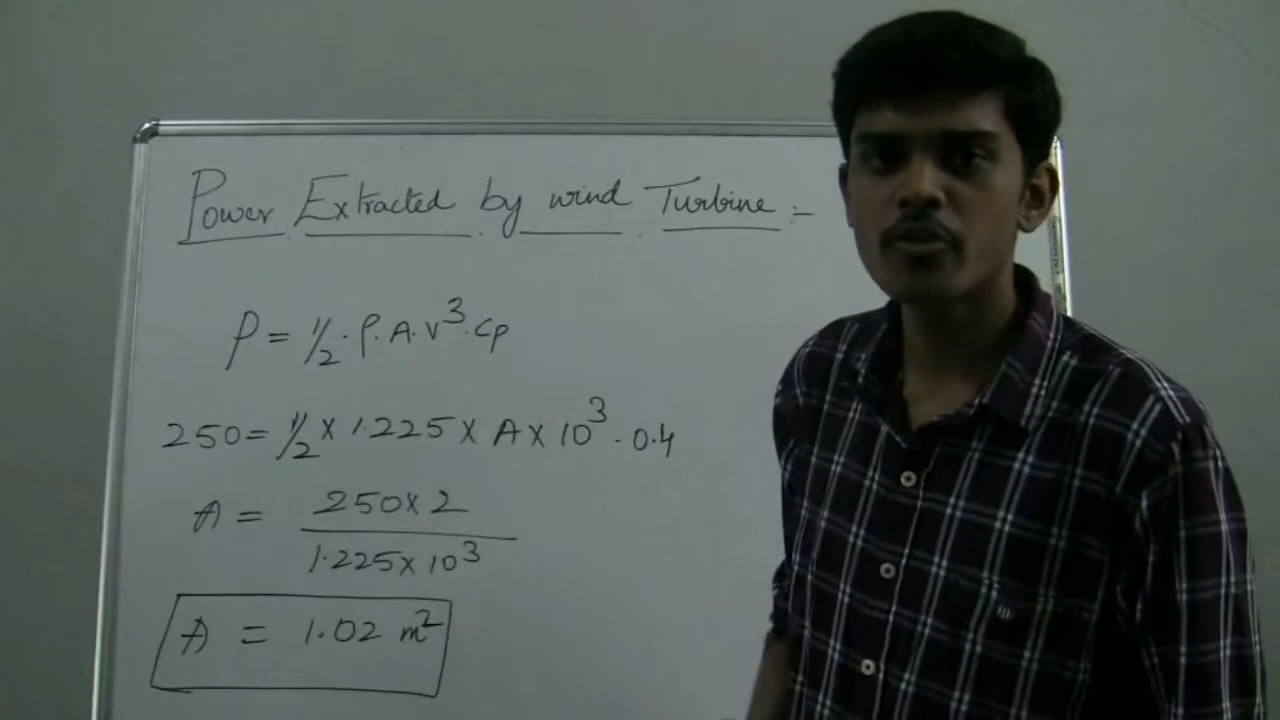 Power Extracted by wind Turbine :-
P = 1/2 . ρ. A. V³. Cp
250 = 1/2 × 1.225 × A × 10³ . 0.4
A = 250 × 2 / 1.225 × 10³
A = 1.02 m²